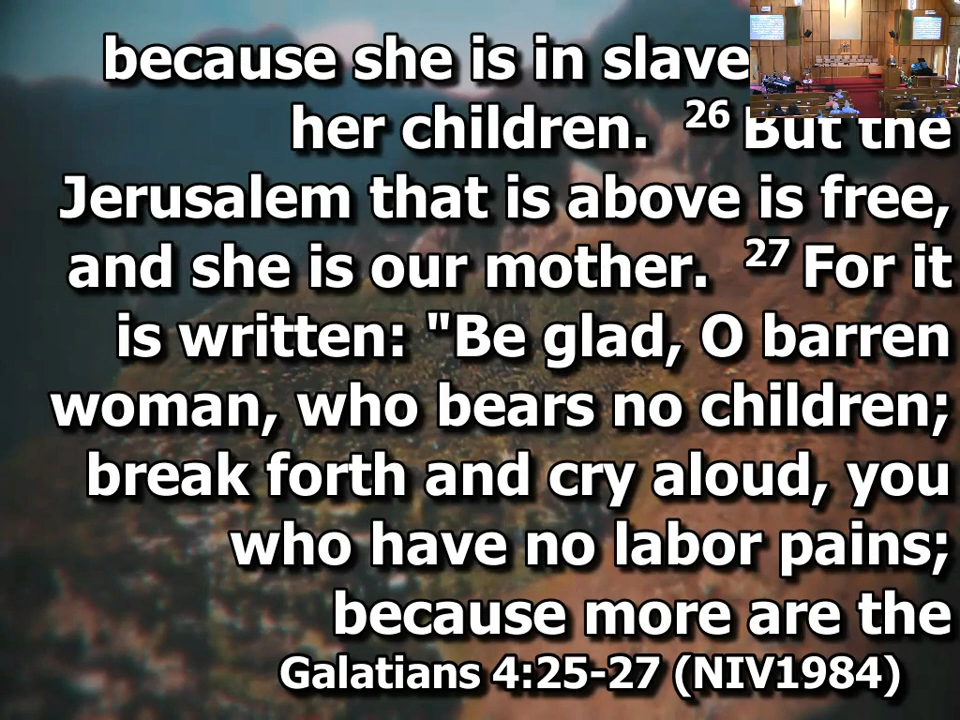 because she is in slave
her children. 26 But the
Jerusalem that is above is free,
and she is our mother. 27 For it
is written: "Be glad, O barren
woman, who bears no children;
break forth and cry aloud, you
who have no labor pains;
because more are the
Galatians 4:25-27 (NIV1984)